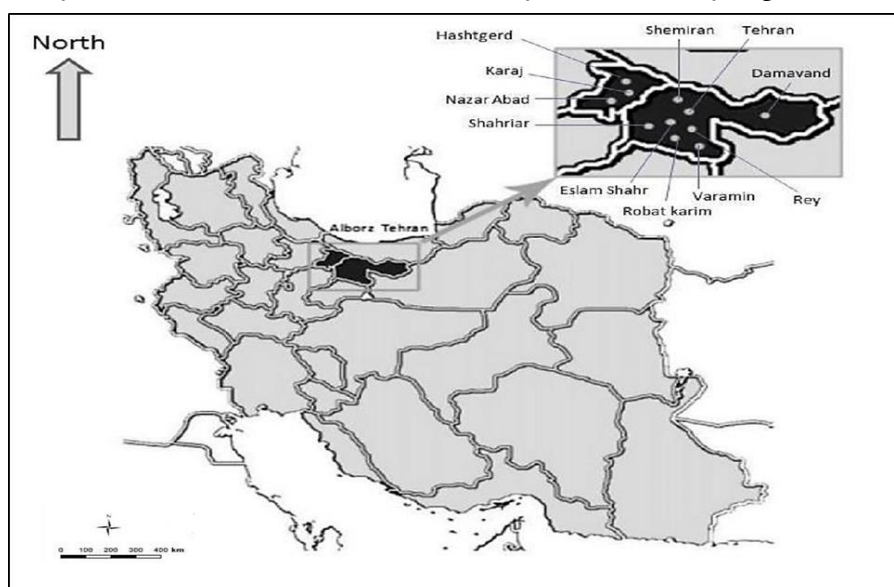 North
Hashtgerd
Shemiran
Tehran
Karaj
Damavand
Nazar Abad
Shahriar
Eslam Shahr
Varamin
Rey
Robat karim
Alborz Tehran
0 100 200 300 400 km